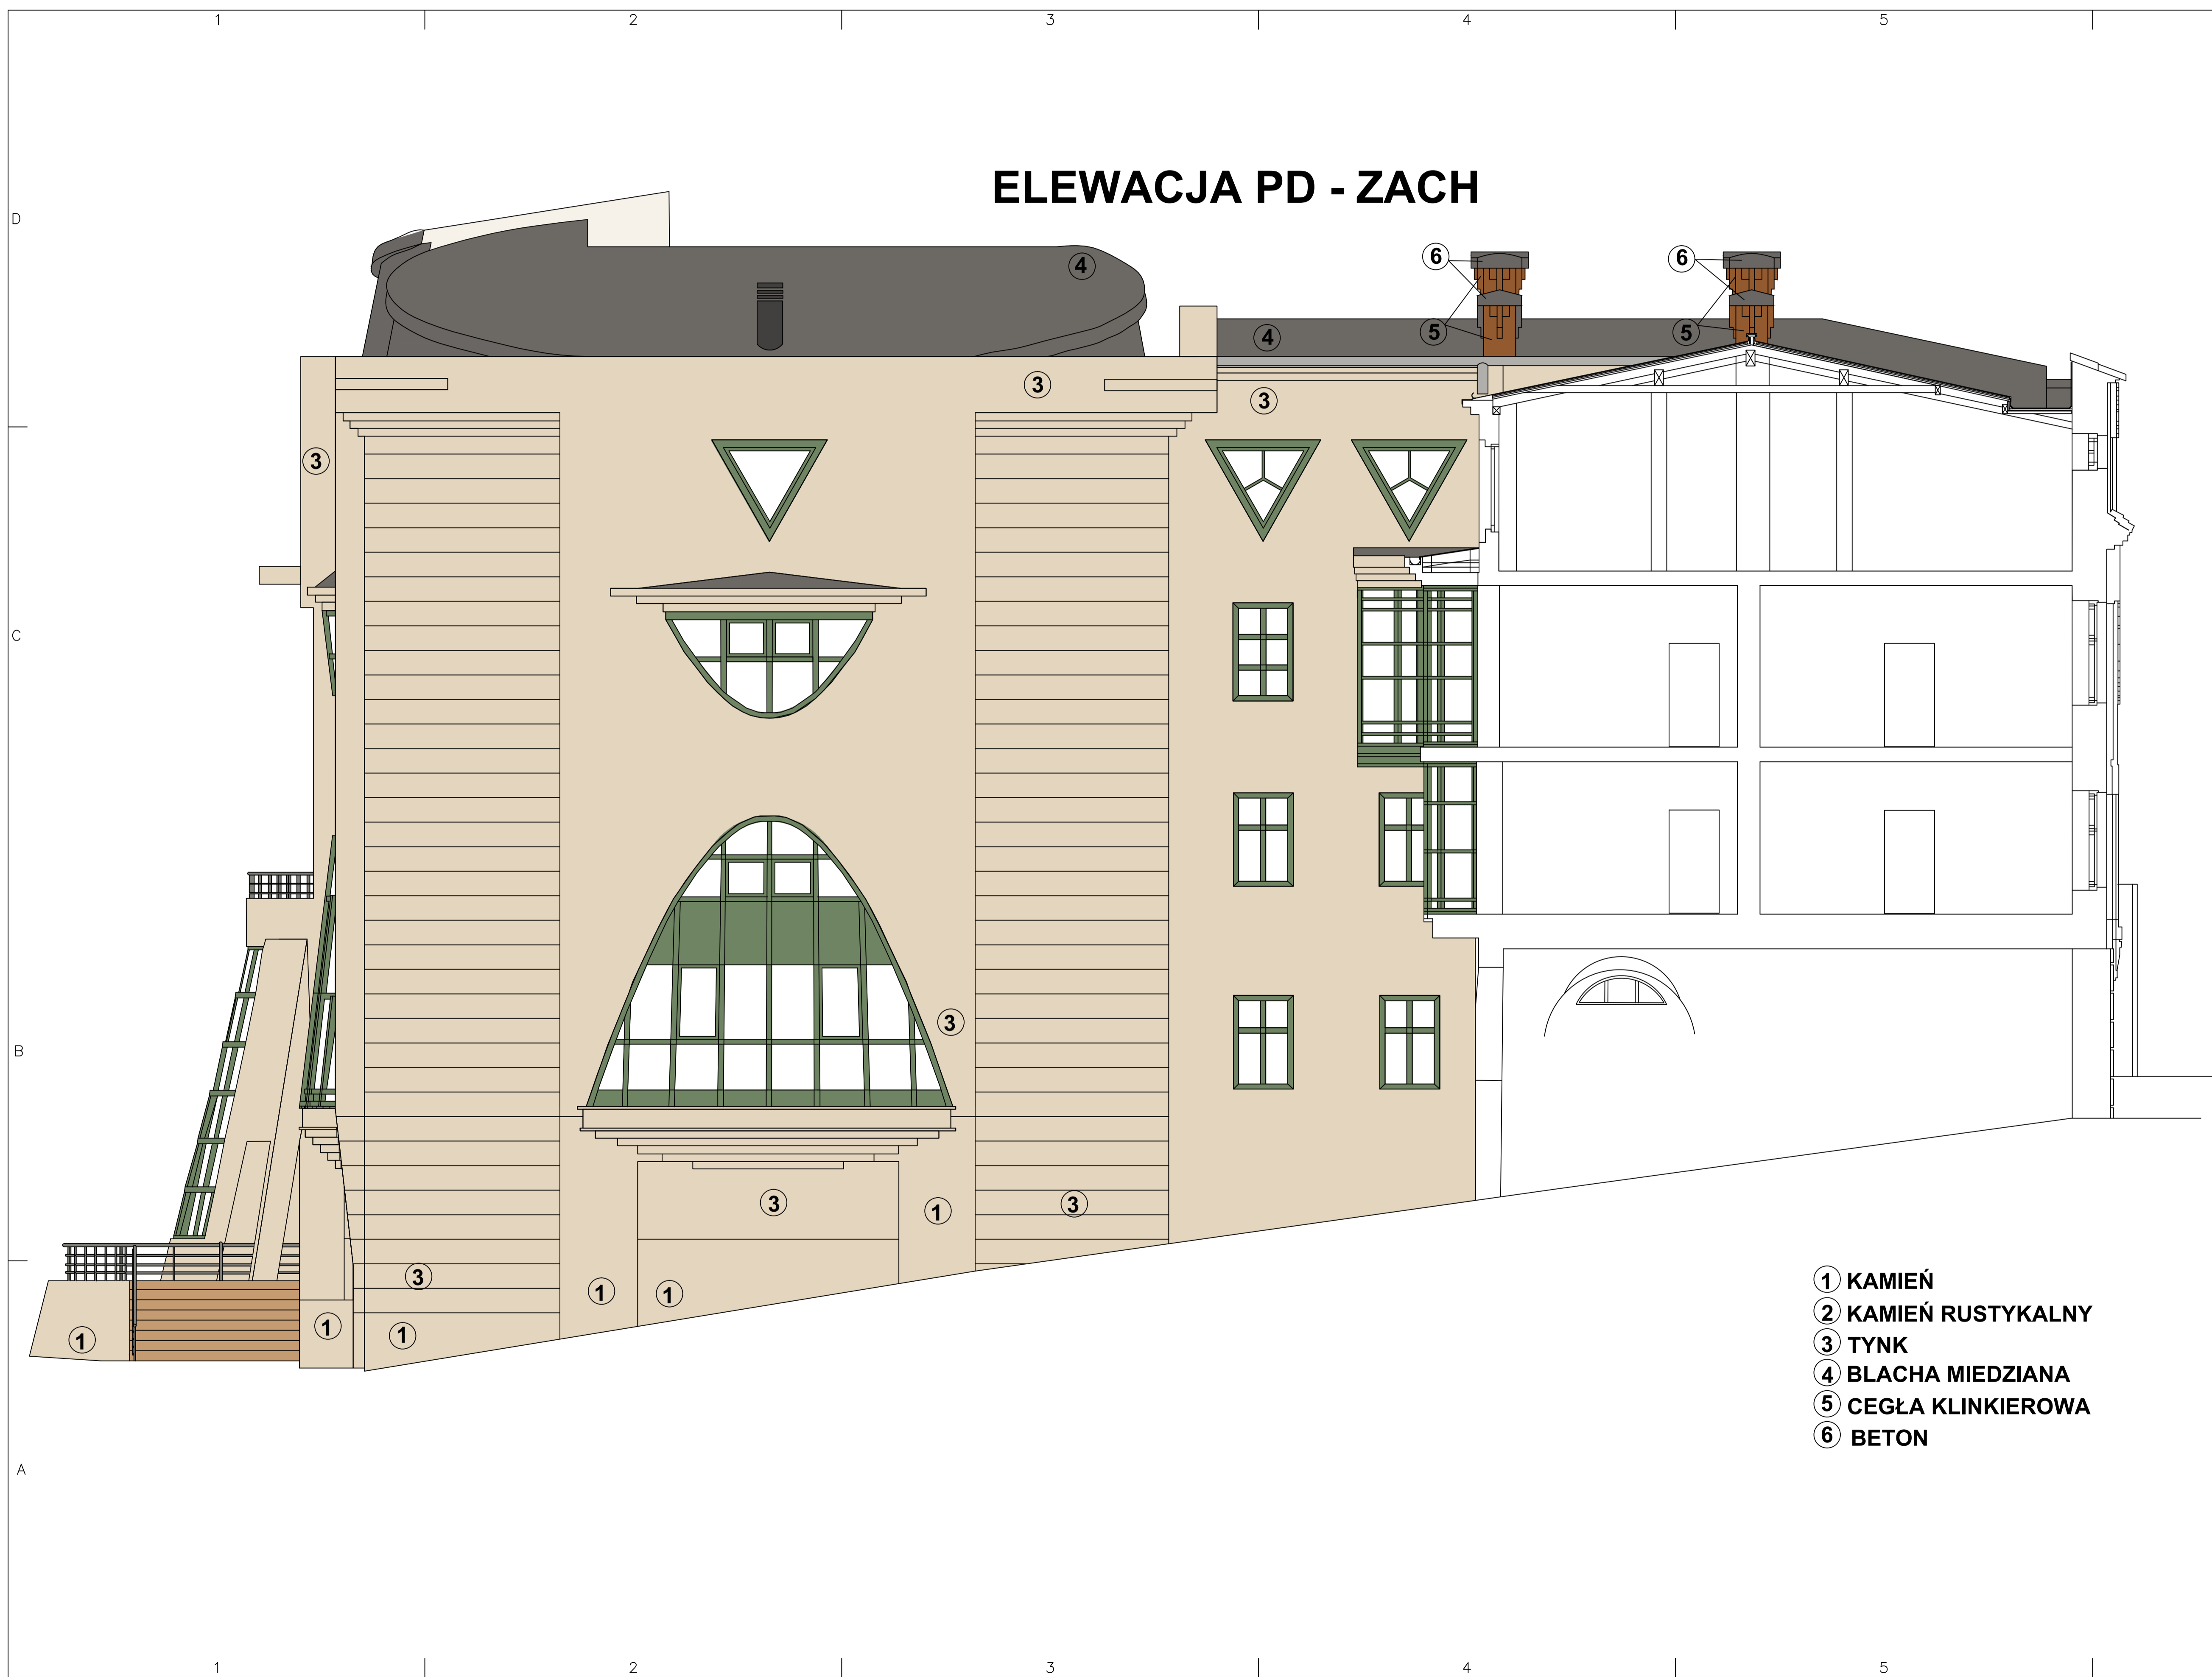 1 2 3 4 5
ELEWACJA PD - ZACH
D
6 6
4
5 5
4
3
3
3
C
3
B
3 1 3
3
1 1
1 1 1
1 KAMIEŃ
2 KAMIEŃ RUSTYKALNY
3 TYNK
4 BLACHA MIEDZIANA
5 CEGŁA KLINKIEROWA
6 BETON
A
1 2 3 4 5